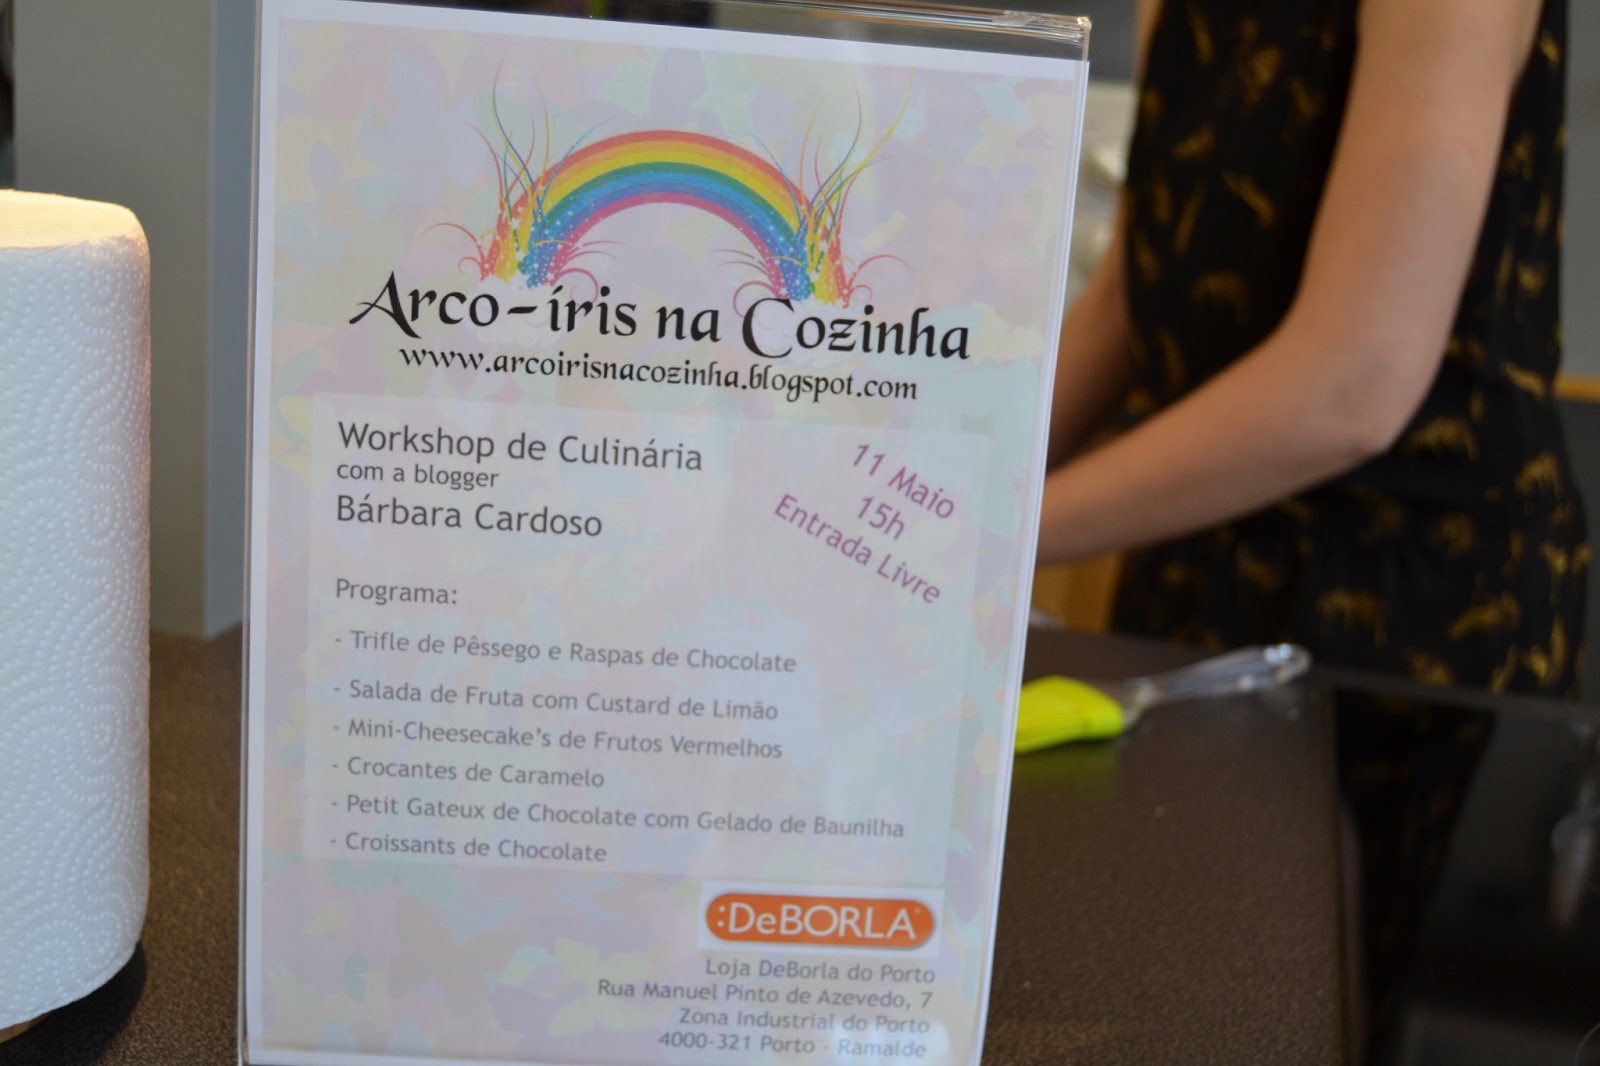 Arco-íris na Cozinha
www.arcoirisnacozinha.blogspot.com
Workshop de Culinária
com a blogger
Bárbara Cardoso
11 Maio
15h
Entrada Livre
Programa:
- Trifle de Pêssego e Raspas de Chocolate
- Salada de Fruta com Custard de Limão
- Mini-Cheesecake's de Frutos Vermelhos
- Crocantes de Caramelo
- Petit Gateux de Chocolate com Gelado de Baunilha
- Croissants de Chocolate
:DeBORLA®
Loja DeBorla do Porto
Rua Manuel Pinto de Azevedo, 7
Zona Industrial do Porto
4000-321 Porto - Ramalde